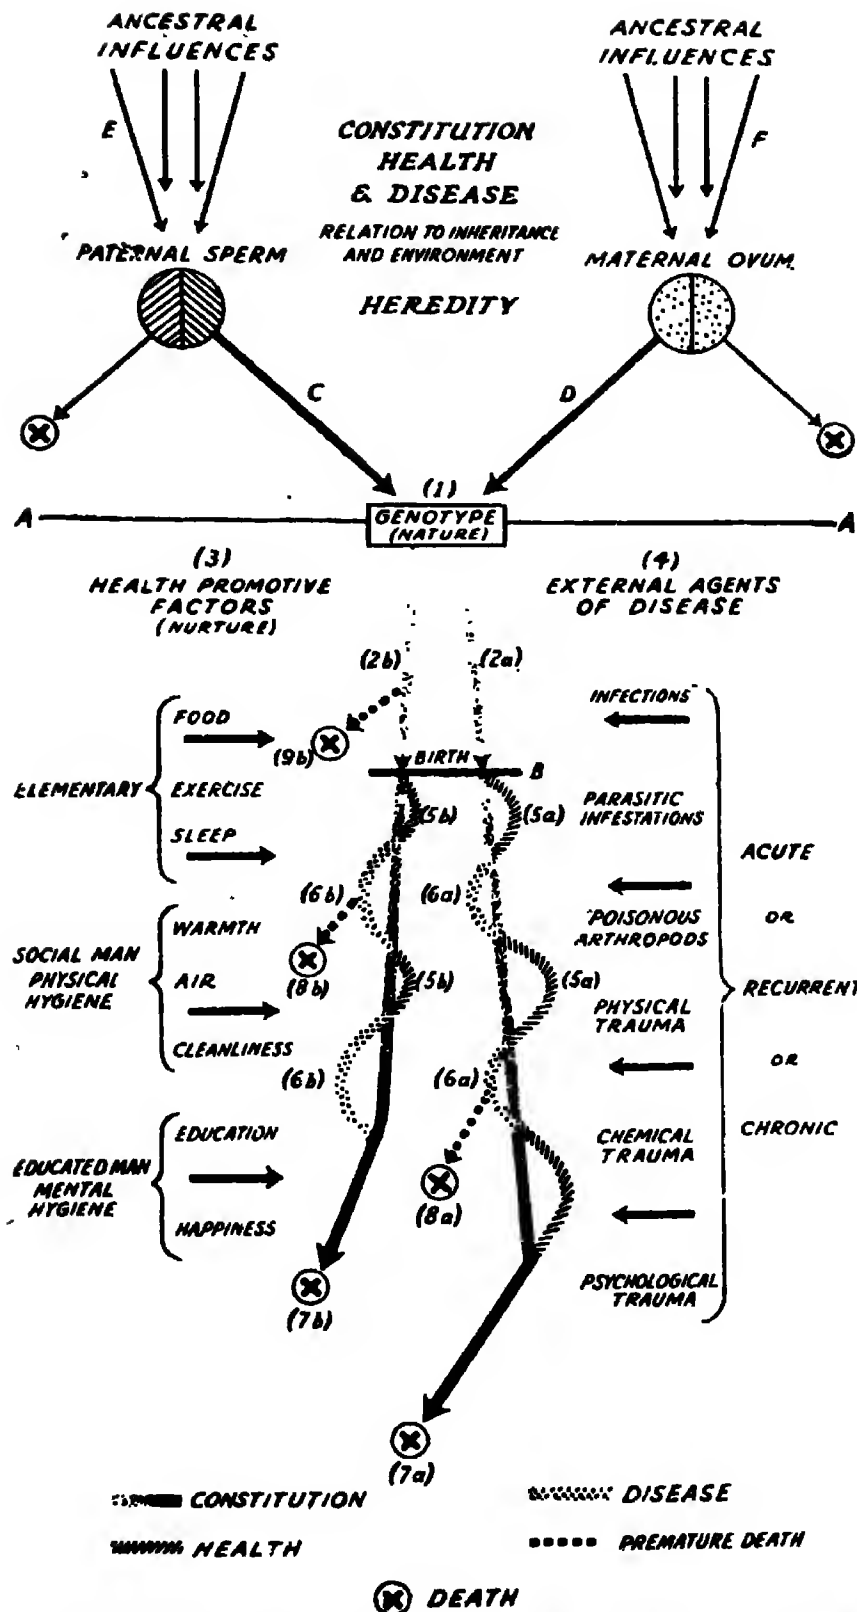 ANCESTRAL
INFLUENCES
ANCESTRAL
INFLUENCES
E
F
CONSTITUTION
HEALTH
& DISEASE
RELATION TO INHERITANCE
AND ENVIRONMENT
HEREDITY
PATERNAL SPERM
MATERNAL OVUM
C
D
(1)
GENOTYPE
(NATURE)
A
A
(3)
HEALTH PROMOTIVE
FACTORS
(NURTURE)
(4)
EXTERNAL AGENTS
OF DISEASE
(2b)
(2a)
(9b)
BIRTH
B
ELEMENTARY
FOOD
EXERCISE
SLEEP
SOCIAL MAN
PHYSICAL
HYGIENE
WARMTH
AIR
CLEANLINESS
EDUCATED MAN
MENTAL
HYGIENE
EDUCATION
HAPPINESS
(5b)
(5a)
(6b)
(6a)
(8b)
(5b)
(5a)
(6b)
(6a)
(8a)
(7b)
(7a)
INFECTIONS
PARASITIC
INFESTATIONS
POISONOUS
ARTHROPODS
PHYSICAL
TRAUMA
CHEMICAL
TRAUMA
PSYCHOLOGICAL
TRAUMA
ACUTE
OR
RECURRENT
OR
CHRONIC
CONSTITUTION
DISEASE
HEALTH
PREMATURE DEATH
DEATH